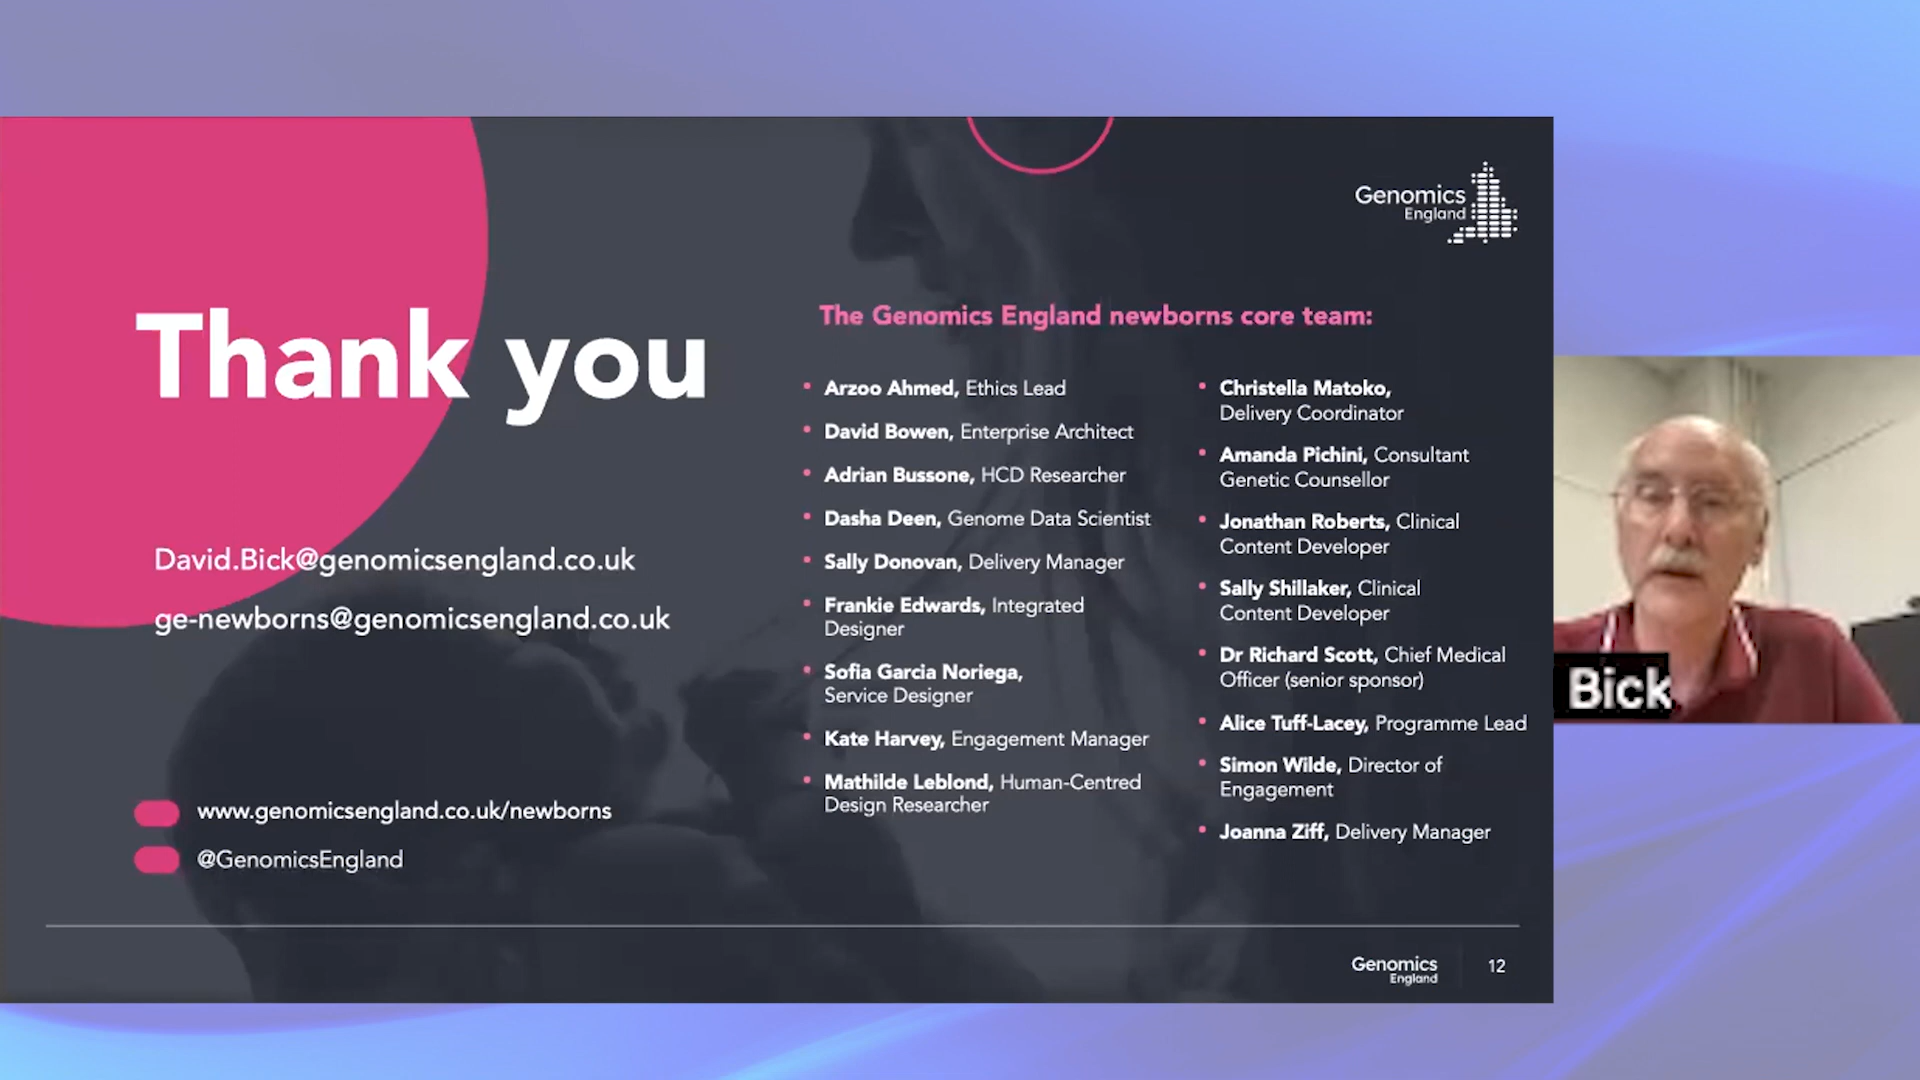 Genomics
England
Thank you
David.Bick@genomicsengland.co.uk
ge-newborns@genomicsengland.co.uk
www.genomicsengland.co.uk/newborns
@GenomicsEngland
The Genomics England newborns core team:
• Arzoo Ahmed, Ethics Lead
• David Bowen, Enterprise Architect
• Adrian Bussone, HCD Researcher
• Dasha Deen, Genome Data Scientist
• Sally Donovan, Delivery Manager
• Frankie Edwards, Integrated
Designer
• Sofia Garcia Noriega,
Service Designer
• Kate Harvey, Engagement Manager
• Mathilde Leblond, Human-Centred
Design Researcher
• Christella Matoko,
Delivery Coordinator
• Amanda Pichini, Consultant
Genetic Counsellor
• Jonathan Roberts, Clinical
Content Developer
• Sally Shillaker, Clinical
Content Developer
• Dr Richard Scott, Chief Medical
Officer (senior sponsor)
• Alice Tuff-Lacey, Programme Lead
• Simon Wilde, Director of
Engagement
• Joanna Ziff, Delivery Manager
Bick
Genomics
England
12